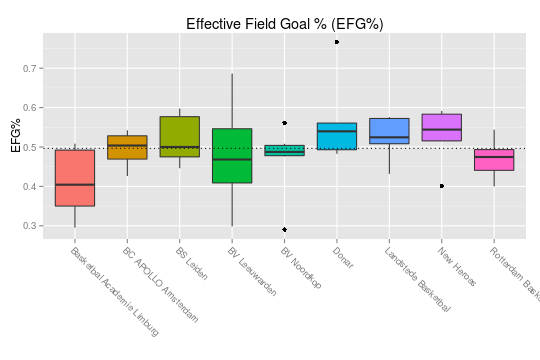 Effective Field Goal % (EFG%)
EFG%
0.7
0.6
0.5
0.4
0.3
Basketbal Academie Limburg
BC APOLLO Amsterdam
BS Leiden
BV Leeuwarden
BV Noordkop
Donar
Landstede Basketbal
New Heroes
Rotterdam